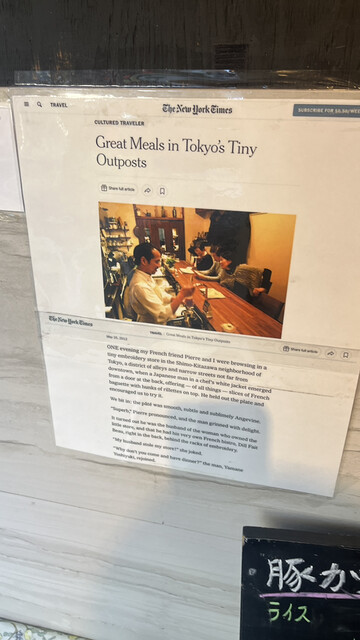 TRAVEL
The New York Times
SUBSCRIBE FOR
CULTURED TRAVELER
Great Meals in Tokyo's Tiny
Outposts
Share full article
The New York Times
TRAVEL | Great Meals in Tokyo's Tiny Outposts
Share full article
ONE evening my French friend Pierre and I were browsing in a
tiny embroidery store in the Shimo-Kitazawa neighborhood of
Tokyo, a district of alleys and narrow streets not far from
downtown, when a Japanese man in a chef's white jacket emerged
from a door at the back, offering — of all things — slices of French
baguette with hunks of rillettes on top. He held out the plate and
encouraged us to try it.
We bit in: the pâté was smooth, subtle and sublimely Angevine.
"Superb," Pierre pronounced, and the man grinned with delight.
It turned out he was the husband of the woman who owned the
little store, and that he had his very own French bistro,
right in the back, behind the racks of embroidery.
"My husband stole my store!" she joked.
"Why don't you come and have dinner?" the man, Yamane
rejoined.
豚カツ
ライス